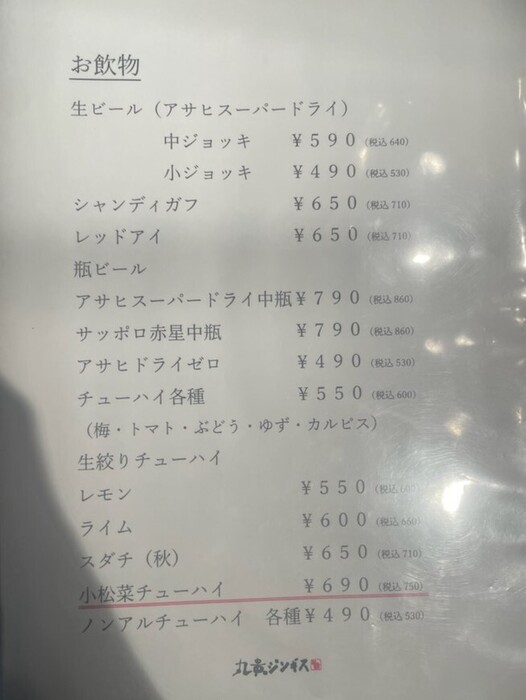 お飲物
生ビール（アサヒスーパードライ）
中ジョッキ ¥590（税込640）
小ジョッキ ¥490（税込530）
シャンディガフ ¥650（税込710）
レッドアイ ¥650（税込710）
瓶ビール
アサヒスーパードライ中瓶¥790（税込860）
サッポロ赤星中瓶 ¥790（税込860）
アサヒドライゼロ ¥490（税込530）
チューハイ各種 ¥550（税込600）
（梅・トマト・ぶどう・ゆず・カルピス）
生絞りチューハイ
レモン ¥550（税込
ライム ¥600（税込660）
スダチ（秋） ¥650（税込710）
小松菜チューハイ ¥690（税込750）
ノンアルチューハイ 各種¥490（税込530）
ジンギス